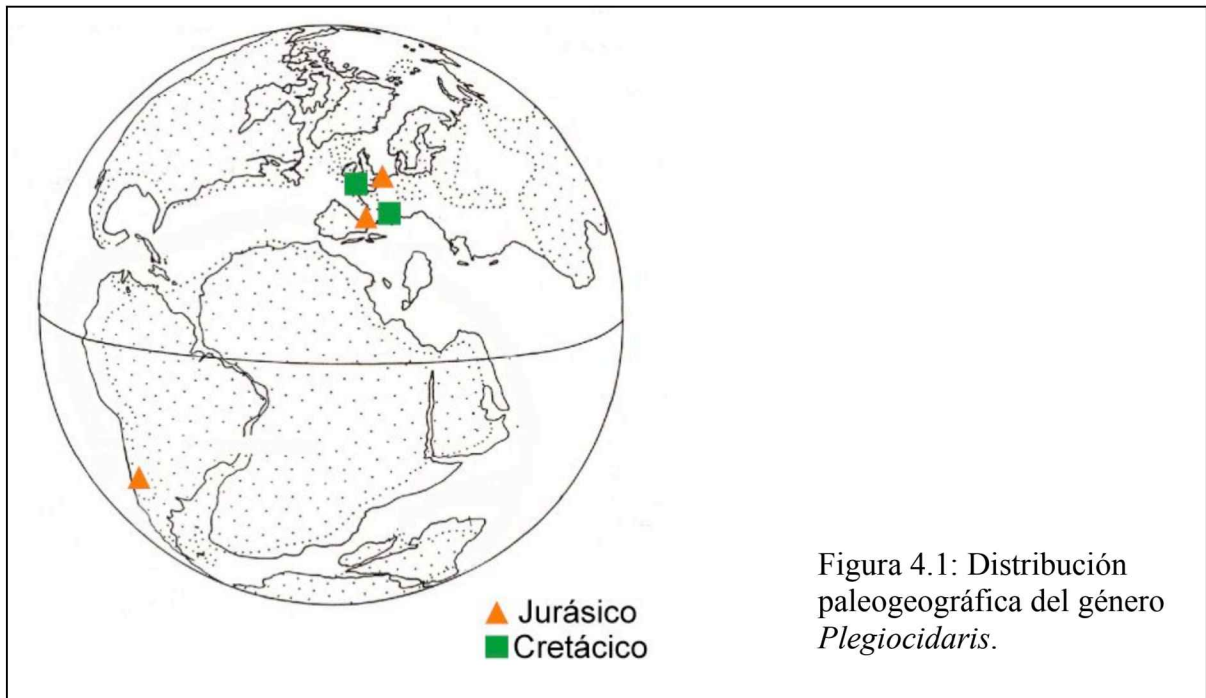 Jurásico
Cretácico
Figura 4.1: Distribución
paleogeográfica del género
Plegiocidaris.